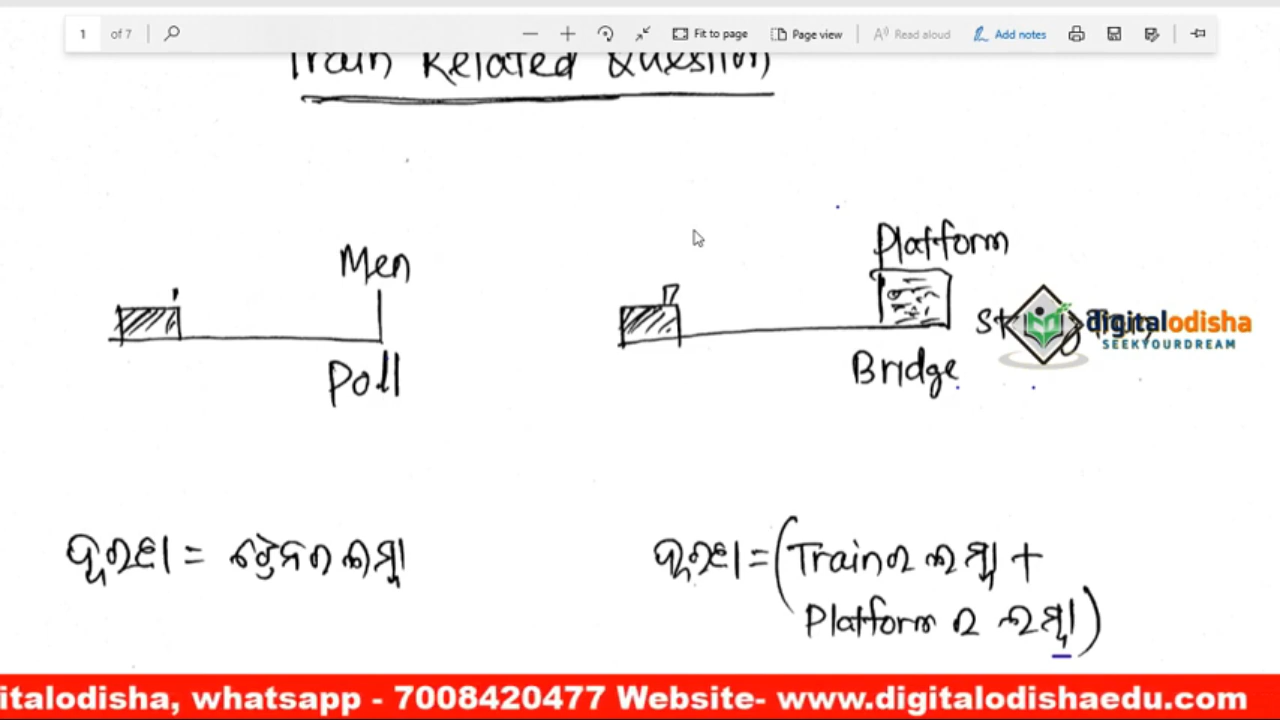 1 of 7 Fit to page Page view Read aloud Add notes
Train Related Question
Men
Poll
Platform
Bridge
digitalodisha
SEEKYOURDREAM
ଦୂରତା = ଟ୍ରେନର ଲମ୍ବା
ଦୂରତା = (Trainର ଲମ୍ବା +
Platform ର ଲମ୍ବା)
italodisha, whatsapp - 7008420477 Website- www.digitalodishaedu.com